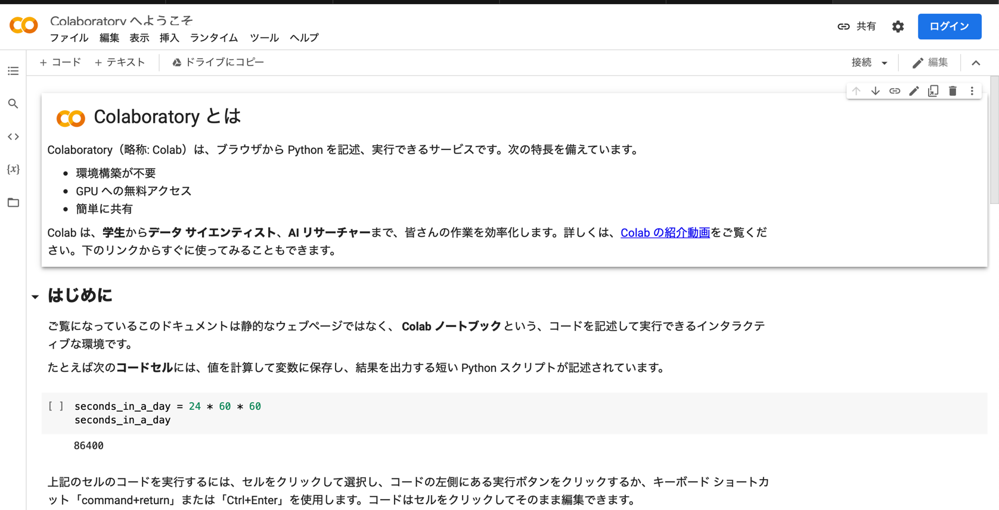 Colaboratory へようこそ
ファイル 編集 表示 挿入 ランタイム ツール ヘルプ
共有
ログイン
+ コード + テキスト ドライブにコピー
接続 編集
Colaboratory とは
Colaboratory（略称: Colab）は、ブラウザから Python を記述、実行できるサービスです。次の特長を備えています。
• 環境構築が不要
• GPU への無料アクセス
• 簡単に共有
Colab は、学生からデータ サイエンティスト、AI リサーチャーまで、皆さんの作業を効率化します。詳しくは、Colab の紹介動画をご覧くだ
さい。下のリンクからすぐに使ってみることもできます。
はじめに
ご覧になっているこのドキュメントは静的なウェブページではなく、 Colab ノートブックという、コードを記述して実行できるインタラクテ
ィブな環境です。
たとえば次のコードセルには、値を計算して変数に保存し、結果を出力する短い Python スクリプトが記述されています。
[ ] seconds_in_a_day = 24 * 60 * 60
seconds_in_a_day
86400
上記のセルのコードを実行するには、セルをクリックして選択し、コードの左側にある実行ボタンをクリックするか、キーボード ショートカ
ット「command+return」または「Ctrl+Enter」を使用します。コードはセルをクリックしてそのまま編集できます。